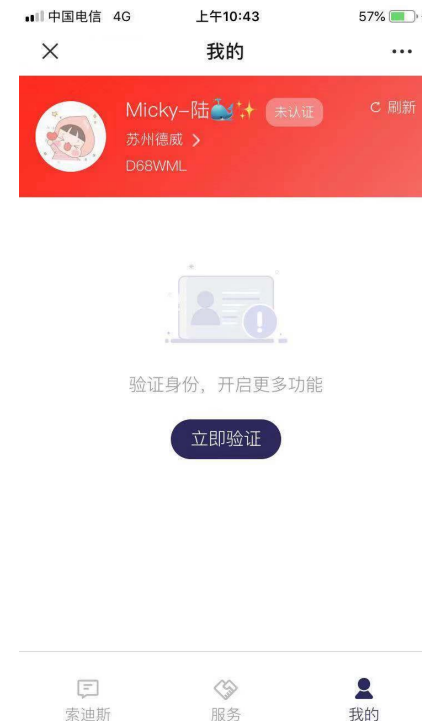 中国电信 4G 上午10:43 57%
我的
Micky-陆🐳✨ 未认证 刷新
苏州德威
D68WML
验证身份，开启更多功能
立即验证
索迪斯 服务 我的